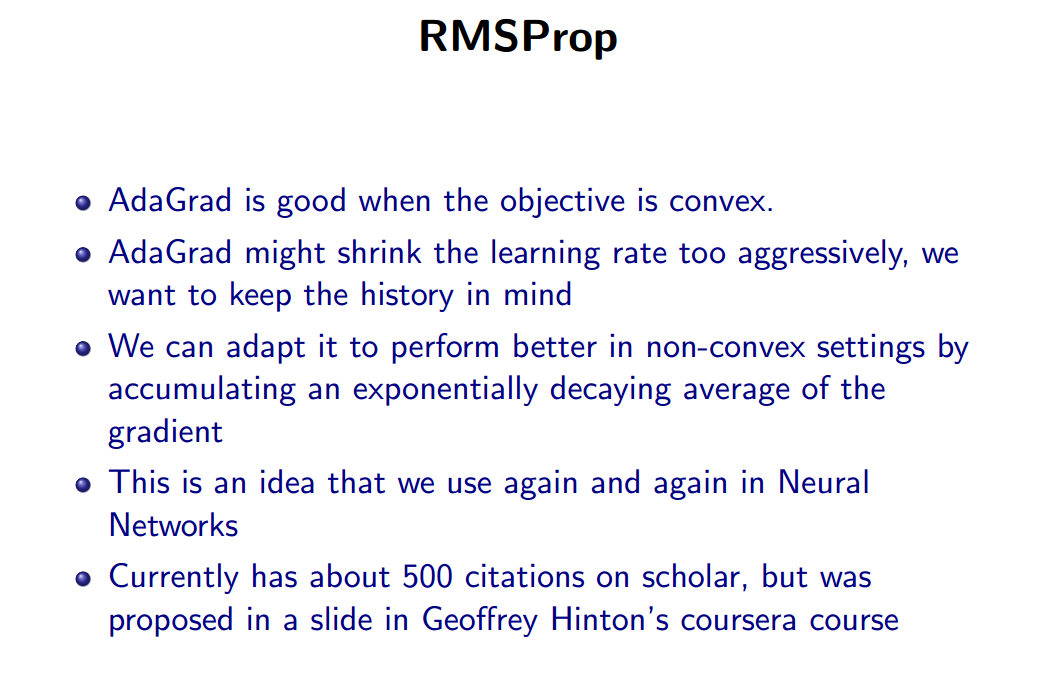 RMSProp
AdaGrad is good when the objective is convex.
AdaGrad might shrink the learning rate too aggressively, we
want to keep the history in mind
We can adapt it to perform better in non-convex settings by
accumulating an exponentially decaying average of the
gradient
This is an idea that we use again and again in Neural
Networks
Currently has about 500 citations on scholar, but was
proposed in a slide in Geoffrey Hinton's coursera course